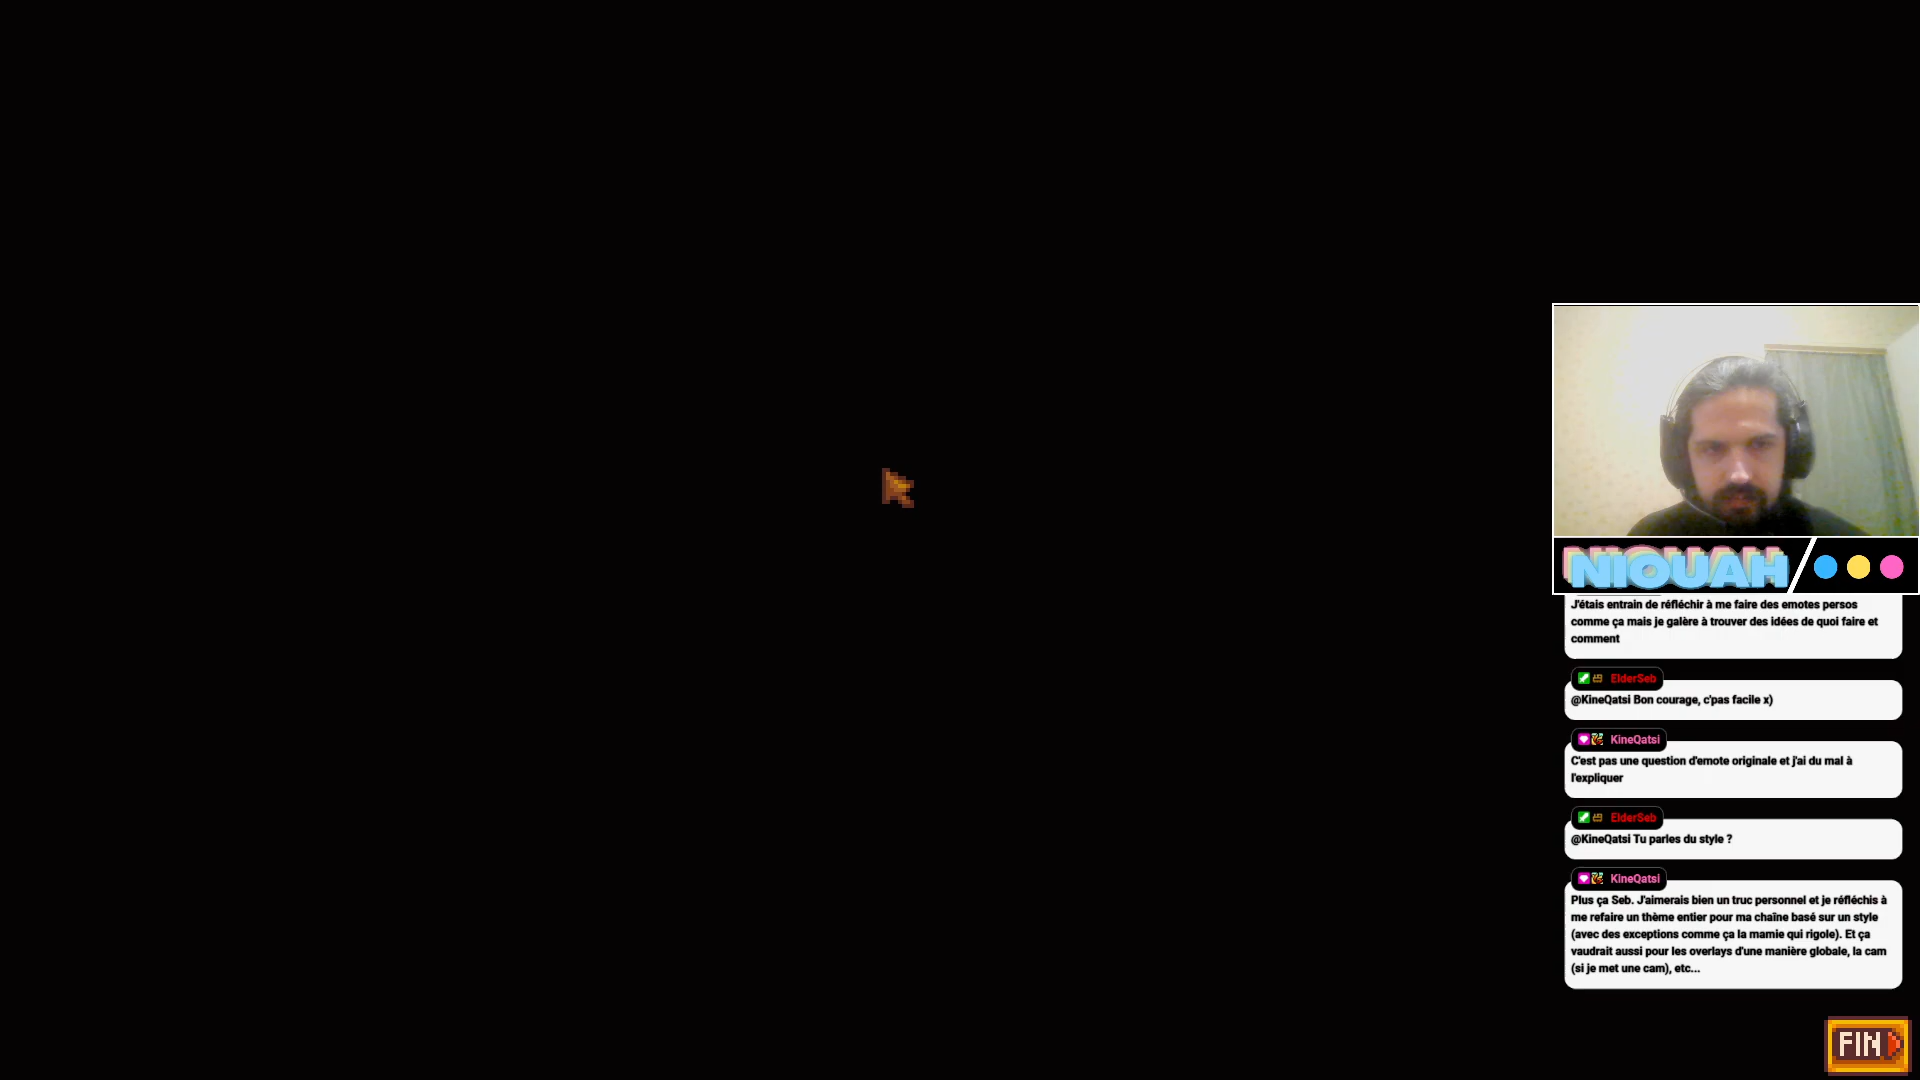 NIOUAH
J'étais entrain de réfléchir à me faire des emotes persos
comme ça mais je galère à trouver des idées de quoi faire et
comment
ElderSeb
@KineQatsi Bon courage, c'pas facile x)
KineQatsi
C'est pas une question d'emote originale et j'ai du mal à
l'expliquer
ElderSeb
@KineQatsi Tu parles du style ?
KineQatsi
Plus ça Seb. J'aimerais bien un truc personnel et je réfléchis à
me refaire un thème entier pour ma chaîne basé sur un style
(avec des exceptions comme ça la mamie qui rigole). Et ça
vaudrait aussi pour les overlays d'une manière globale, la cam
(si je met une cam), etc...
FIN